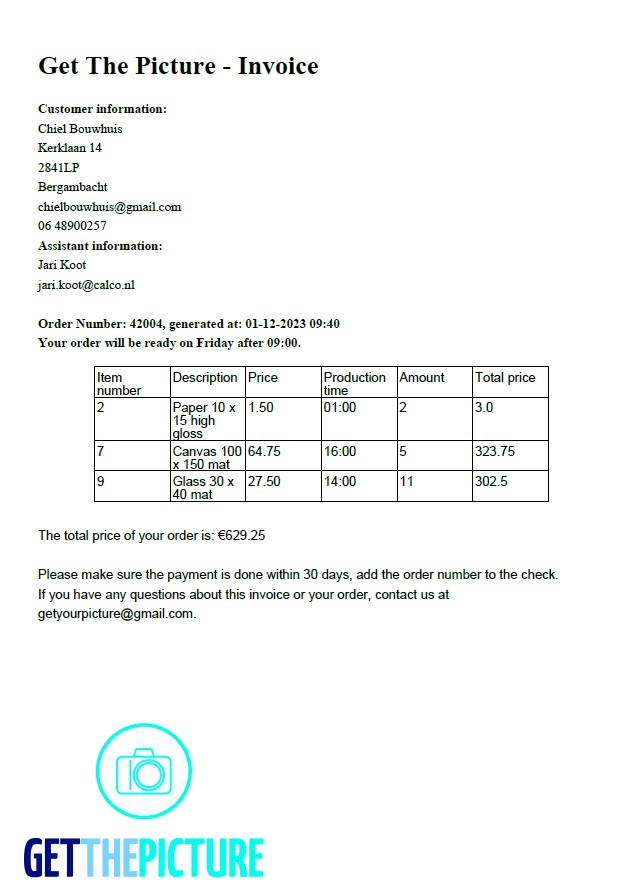 Get The Picture - Invoice
Customer information:
Chiel Bouwhuis
Kerklaan 14
2841LP
Bergambacht
chielbouwhuis@gmail.com
06 48900257
Assistant information:
Jari Koot
jari.koot@calco.nl
Order Number: 42004, generated at: 01-12-2023 09:40
Your order will be ready on Friday after 09:00.
Item number Description Price Production time Amount Total price
2 Paper 10 x 15 high gloss 1.50 01:00 2 3.0
7 Canvas 100 x 150 mat 64.75 16:00 5 323.75
9 Glass 30 x 40 mat 27.50 14:00 11 302.5
The total price of your order is: €629.25
Please make sure the payment is done within 30 days, add the order number to the check.
If you have any questions about this invoice or your order, contact us at
getyourpicture@gmail.com.
GETTHEPICTURE